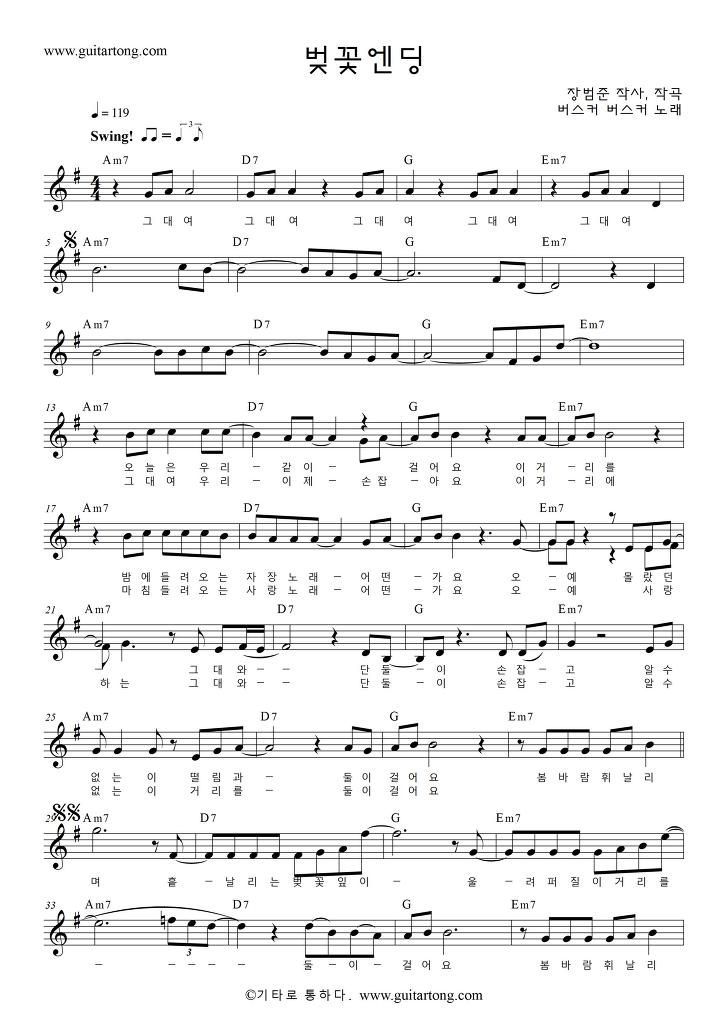 www.guitartong.com
벚꽃엔딩
장범준 작사, 작곡
버스커 버스커 노래
♩ = 119
Swing! ♫ = ♩ 3 ♪
Am7 D7 G Em7
4 4
그 대 여 그 대 여 그 대 여 그 대 여 그 대 여
5 Am7 D7 G Em7
9 Am7 D7 G Em7
13 Am7 D7 G Em7
오 늘 은 우 리 - 같 이 - 걸 어 요 이 거 - 리 를
그 대 여 우 리 - 이 제 - 손 잡 - 아 요 이 거 - 리 에
17 Am7 D7 G Em7
밤 에 들 려 오 는 자 장 노 래 - 어 떤 - 가 요 오 - 예 몰 랐 던
마 침 들 려 오 는 사 랑 노 래 - 어 떤 - 가 요 오 - 예 사 랑
21 Am7 D7 G Em7
- 그 대 와 - - 단 둘 - 이 손 잡 - 고 알 수
하 는 그 대 와 - - 단 둘 - 이 손 잡 - 고 알 수
25 Am7 D7 G Em7
없 는 이 떨 림 과 - 둘 이 걸 어 요 봄 바 람 휘 날 리
없 는 이 거 리 를 - 둘 이 걸 어 요
29 Am7 D7 G Em7
며 흩 - 날 리 는 벚 꽃 잎 이 - 울 - 려 퍼 질 이 거 리 를
33 Am7 D7 G Em7
3
- - - - - 둘 - 이 - 걸 어 요 봄 바 람 휘 날 리
©기타로 통하다. www.guitartong.com